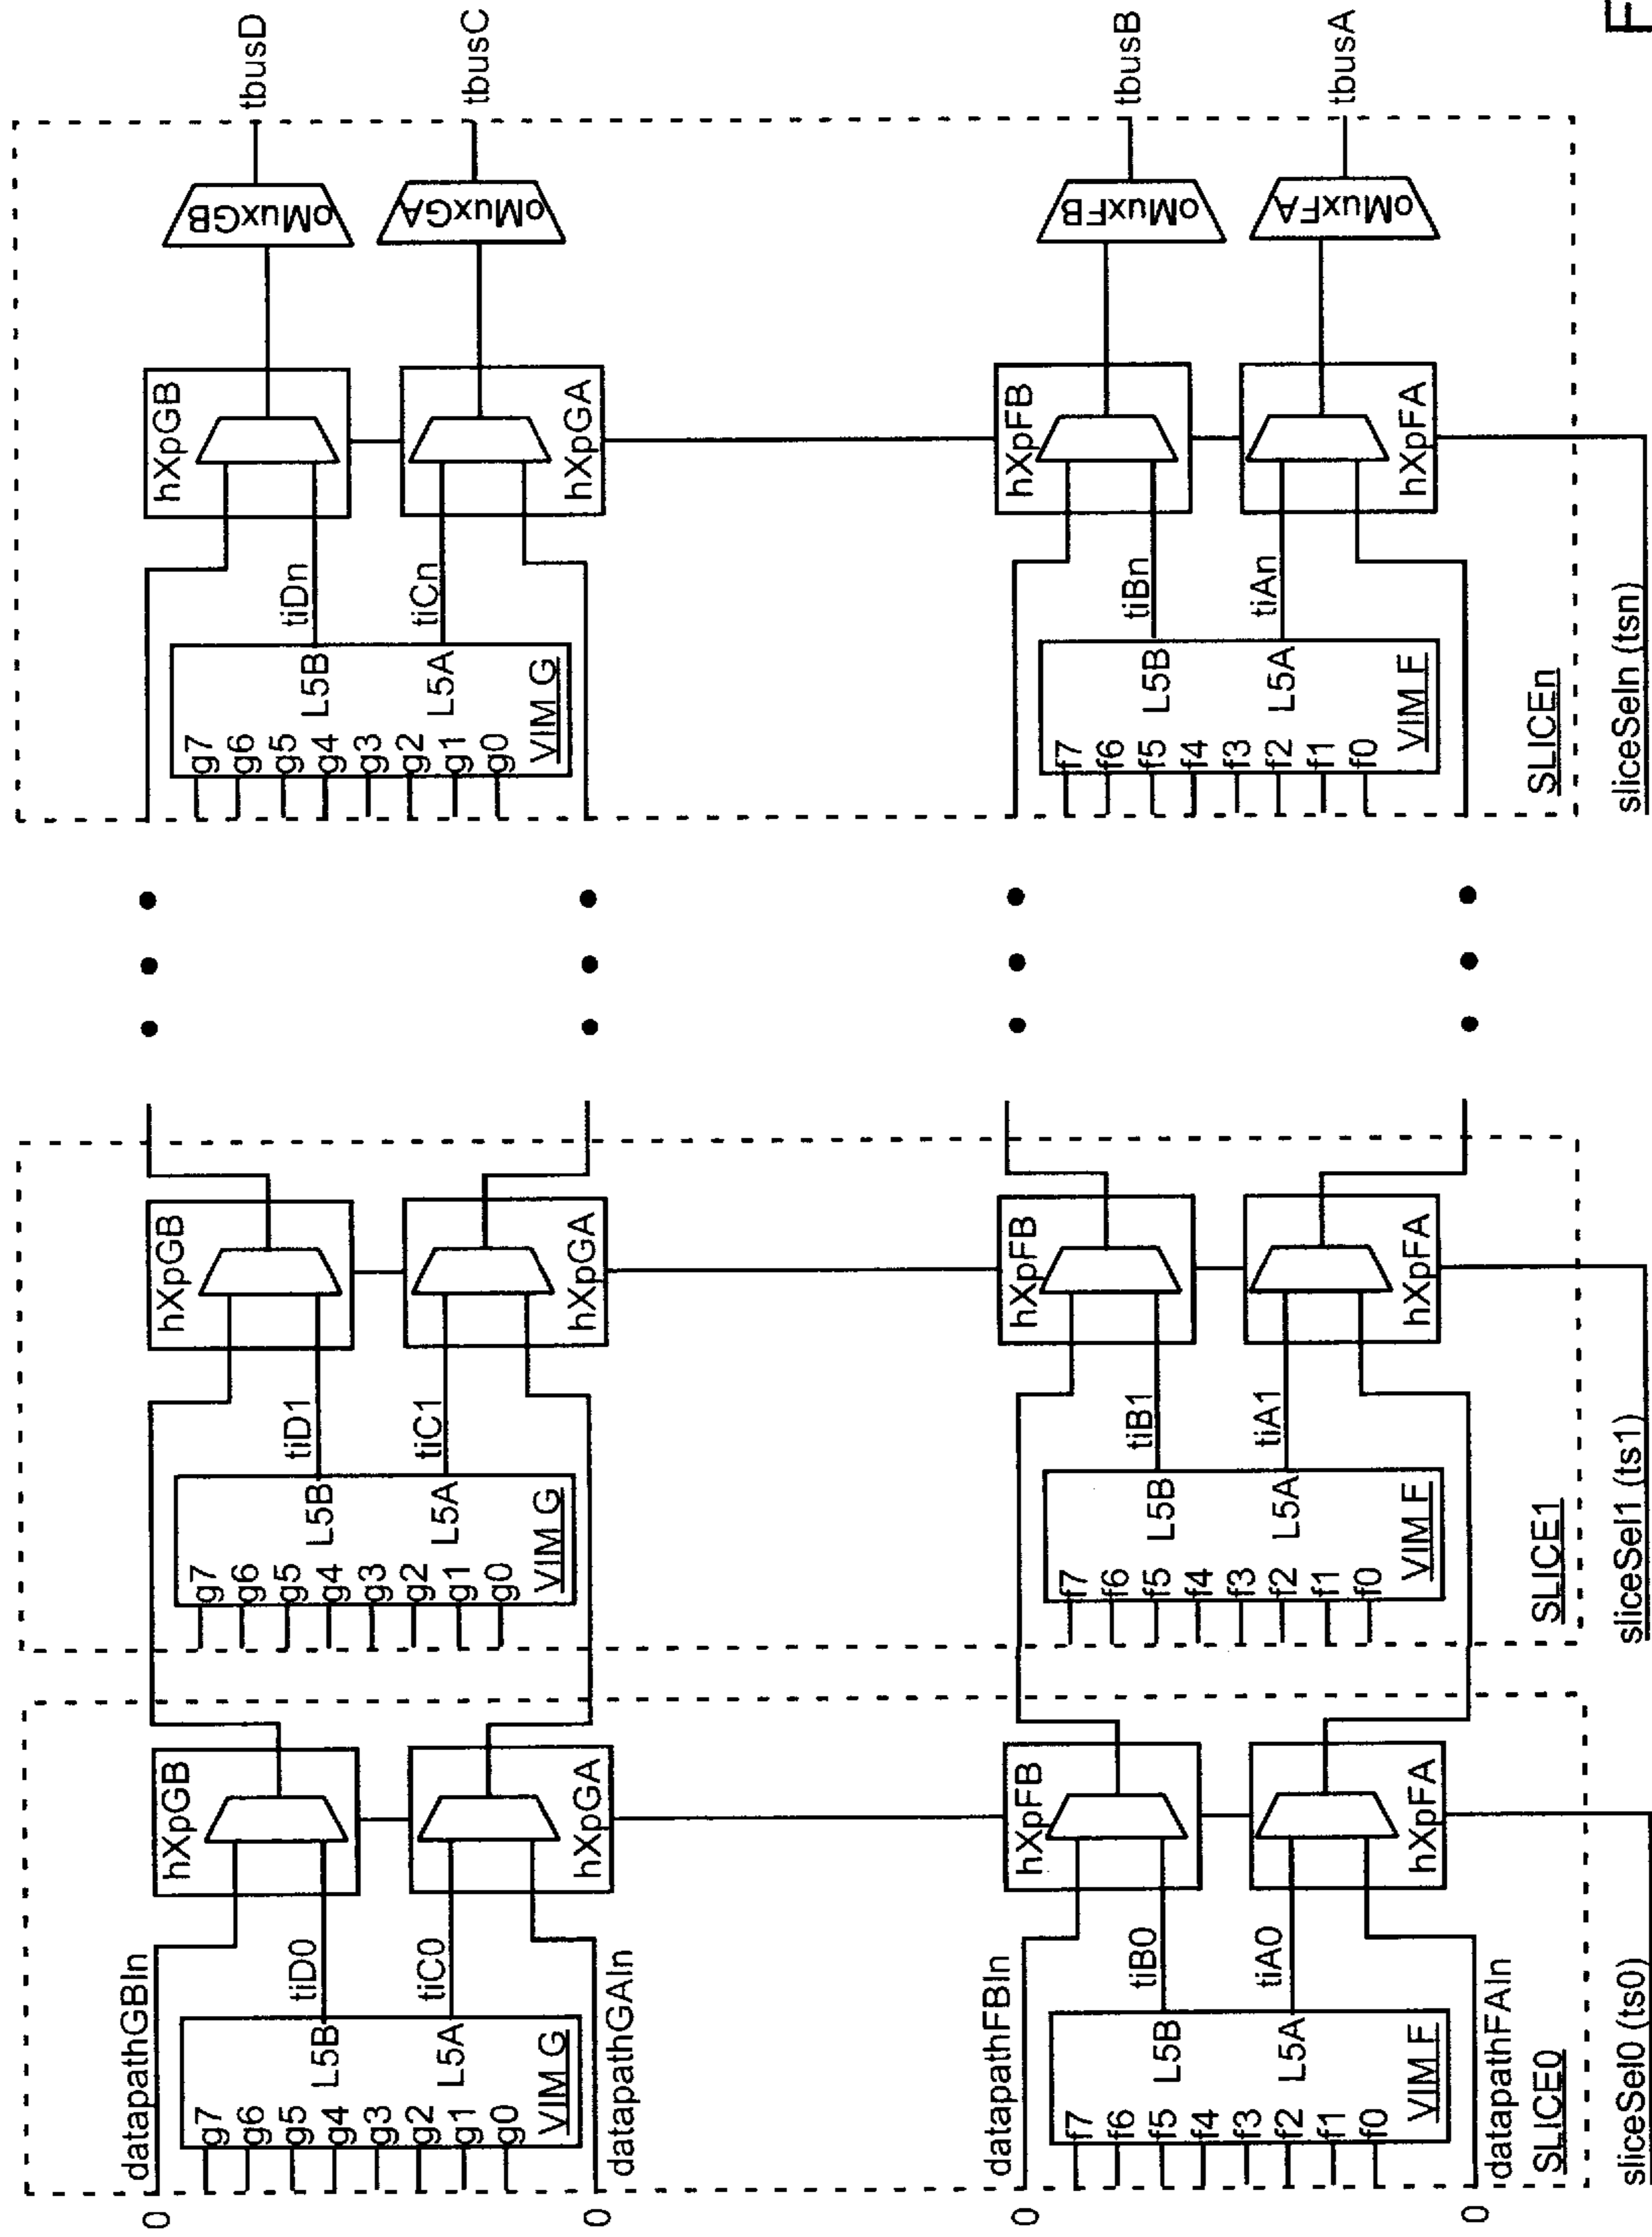 0
datapathGBIn
g7
g6
g5
g4
g3
g2
g1
g0
L5B
L5A
VIM G
tiD0
tiC0
hXpGB
hXpGA
0
datapathGAIn
0
datapathFBIn
f7
f6
f5
f4
f3
f2
f1
f0
L5B
L5A
VIM F
tiB0
tiA0
hXpFB
hXpFA
0
datapathFAIn
SLICE0
sliceSel0 (ts0)
g7
g6
g5
g4
g3
g2
g1
g0
L5B
L5A
VIM G
tiD1
tiC1
hXpGB
hXpGA
f7
f6
f5
f4
f3
f2
f1
f0
L5B
L5A
VIM F
tiB1
tiA1
hXpFB
hXpFA
SLICE1
sliceSel1 (ts1)
g7
g6
g5
g4
g3
g2
g1
g0
L5B
L5A
VIM G
tiDn
tiCn
hXpGB
hXpGA
oMuxGB
oMuxGA
tbusD
tbusC
f7
f6
f5
f4
f3
f2
f1
f0
L5B
L5A
VIM F
tiBn
tiAn
hXpFB
hXpFA
oMuxFB
oMuxFA
tbusB
tbusA
SLICEn
sliceSeln (tsn)